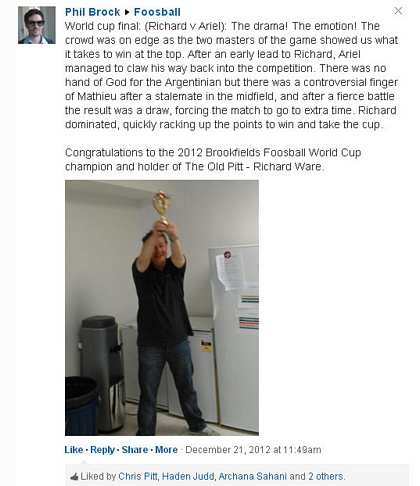 Phil Brock ▸ Foosball
World cup final: (Richard v Ariel): The drama! The emotion! The
crowd was on edge as the two masters of the game showed us what
it takes to win at the top. After an early lead to Richard, Ariel
managed to claw his way back into the competition. There was no
hand of God for the Argentinian but there was a controversial finger
of Mathieu after a stalemate in the midfield, and after a fierce battle
the result was a draw, forcing the match to go to extra time. Richard
dominated, quickly racking up the points to win and take the cup.
Congratulations to the 2012 Brookfields Foosball World Cup
champion and holder of The Old Pitt - Richard Ware.
Like · Reply · Share · More · December 21, 2012 at 11:49am
Liked by Chris Pitt, Haden Judd, Archana Sahani and 2 others.